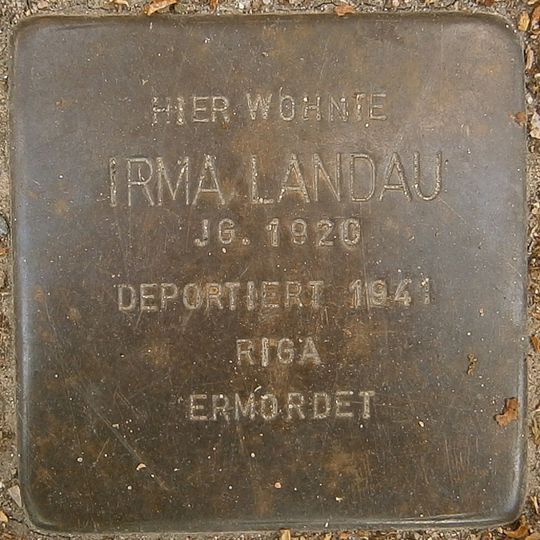 HIER WOHNTE
IRMA LANDAU
JG. 1920
DEPORTIERT 1941
RIGA
ERMORDET